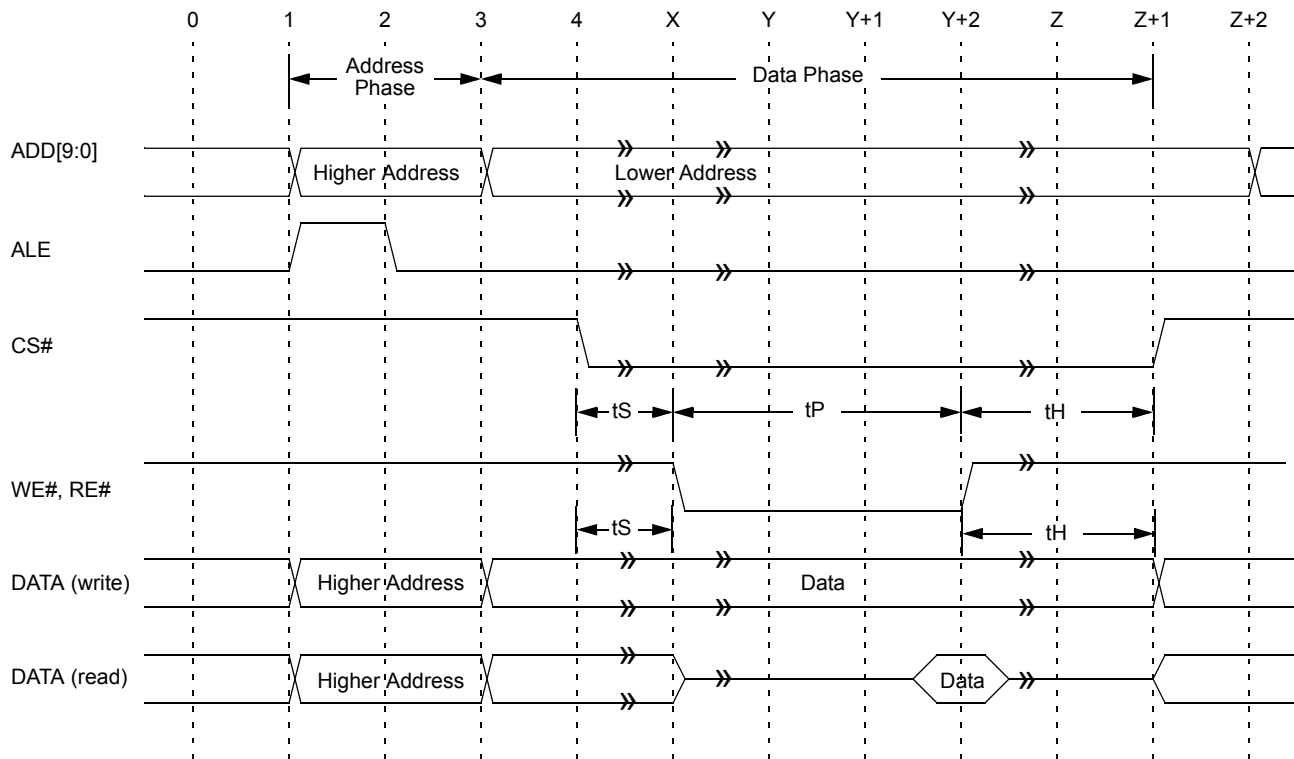 0 1 2 3 4 X Y Y+1 Y+2 Z Z+1 Z+2
Address
Phase
Data Phase
ADD[9:0]
Higher Address
Lower Address
ALE
CS#
tS
tP
tH
WE#, RE#
tS
tH
DATA (write)
Higher Address
Data
DATA (read)
Higher Address
Data